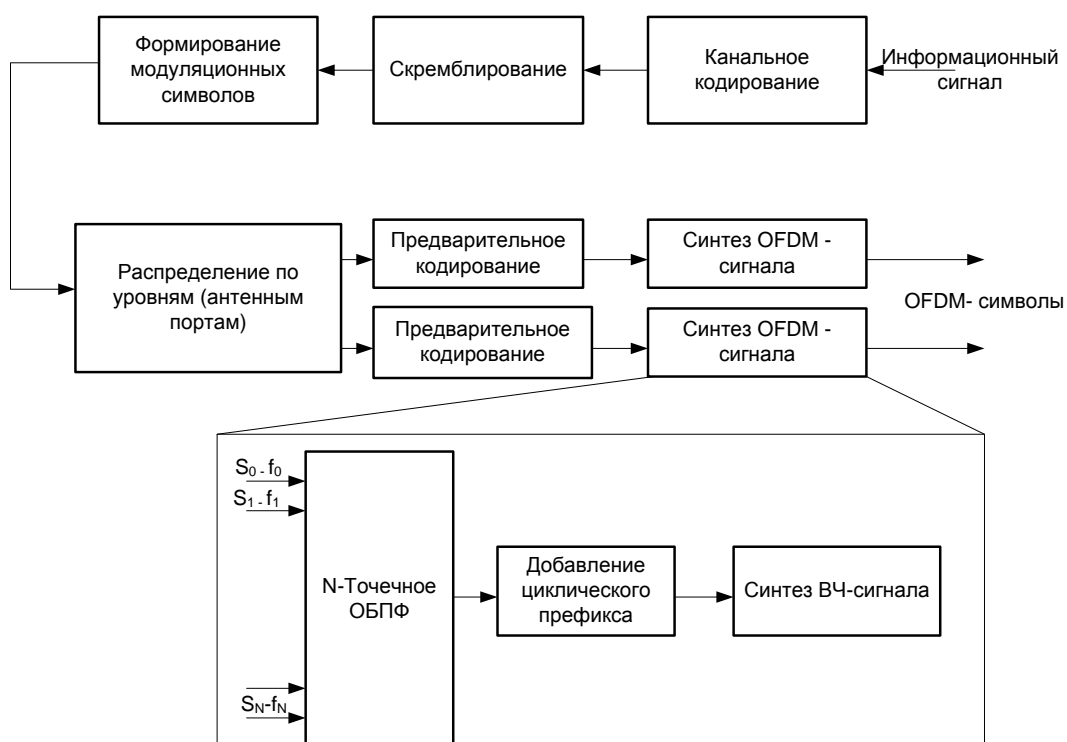 Формирование
модуляционных
символов
Скремблирование
Канальное
кодирование
Информационный
сигнал
Распределение по
уровням (антенным
портам)
Предварительное
кодирование
Синтез OFDM -
сигнала
OFDM- символы
Предварительное
кодирование
Синтез OFDM -
сигнала
S0 - f0
S1 - f1
SN-fN
N-Точечное
ОБПФ
Добавление
циклического
префикса
Синтез ВЧ-сигнала